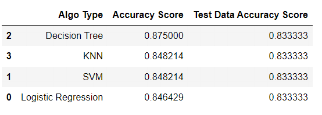 Algo Type Accuracy Score Test Data Accuracy Score
2 Decision Tree 0.875000 0.833333
3 KNN 0.848214 0.833333
1 SVM 0.848214 0.833333
0 Logistic Regression 0.846429 0.833333